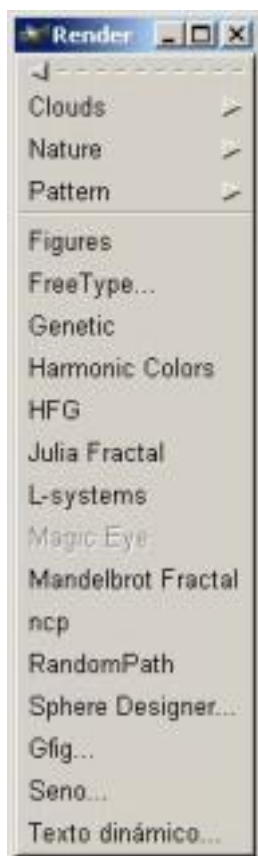 Render
Clouds
Nature
Pattern
Figures
FreeType...
Genetic
Harmonic Colors
HFG
Julia Fractal
L-systems
Magic Eye
Mandelbrot Fractal
ncp
RandomPath
Sphere Designer...
Gfig...
Seno...
Texto dinámico...